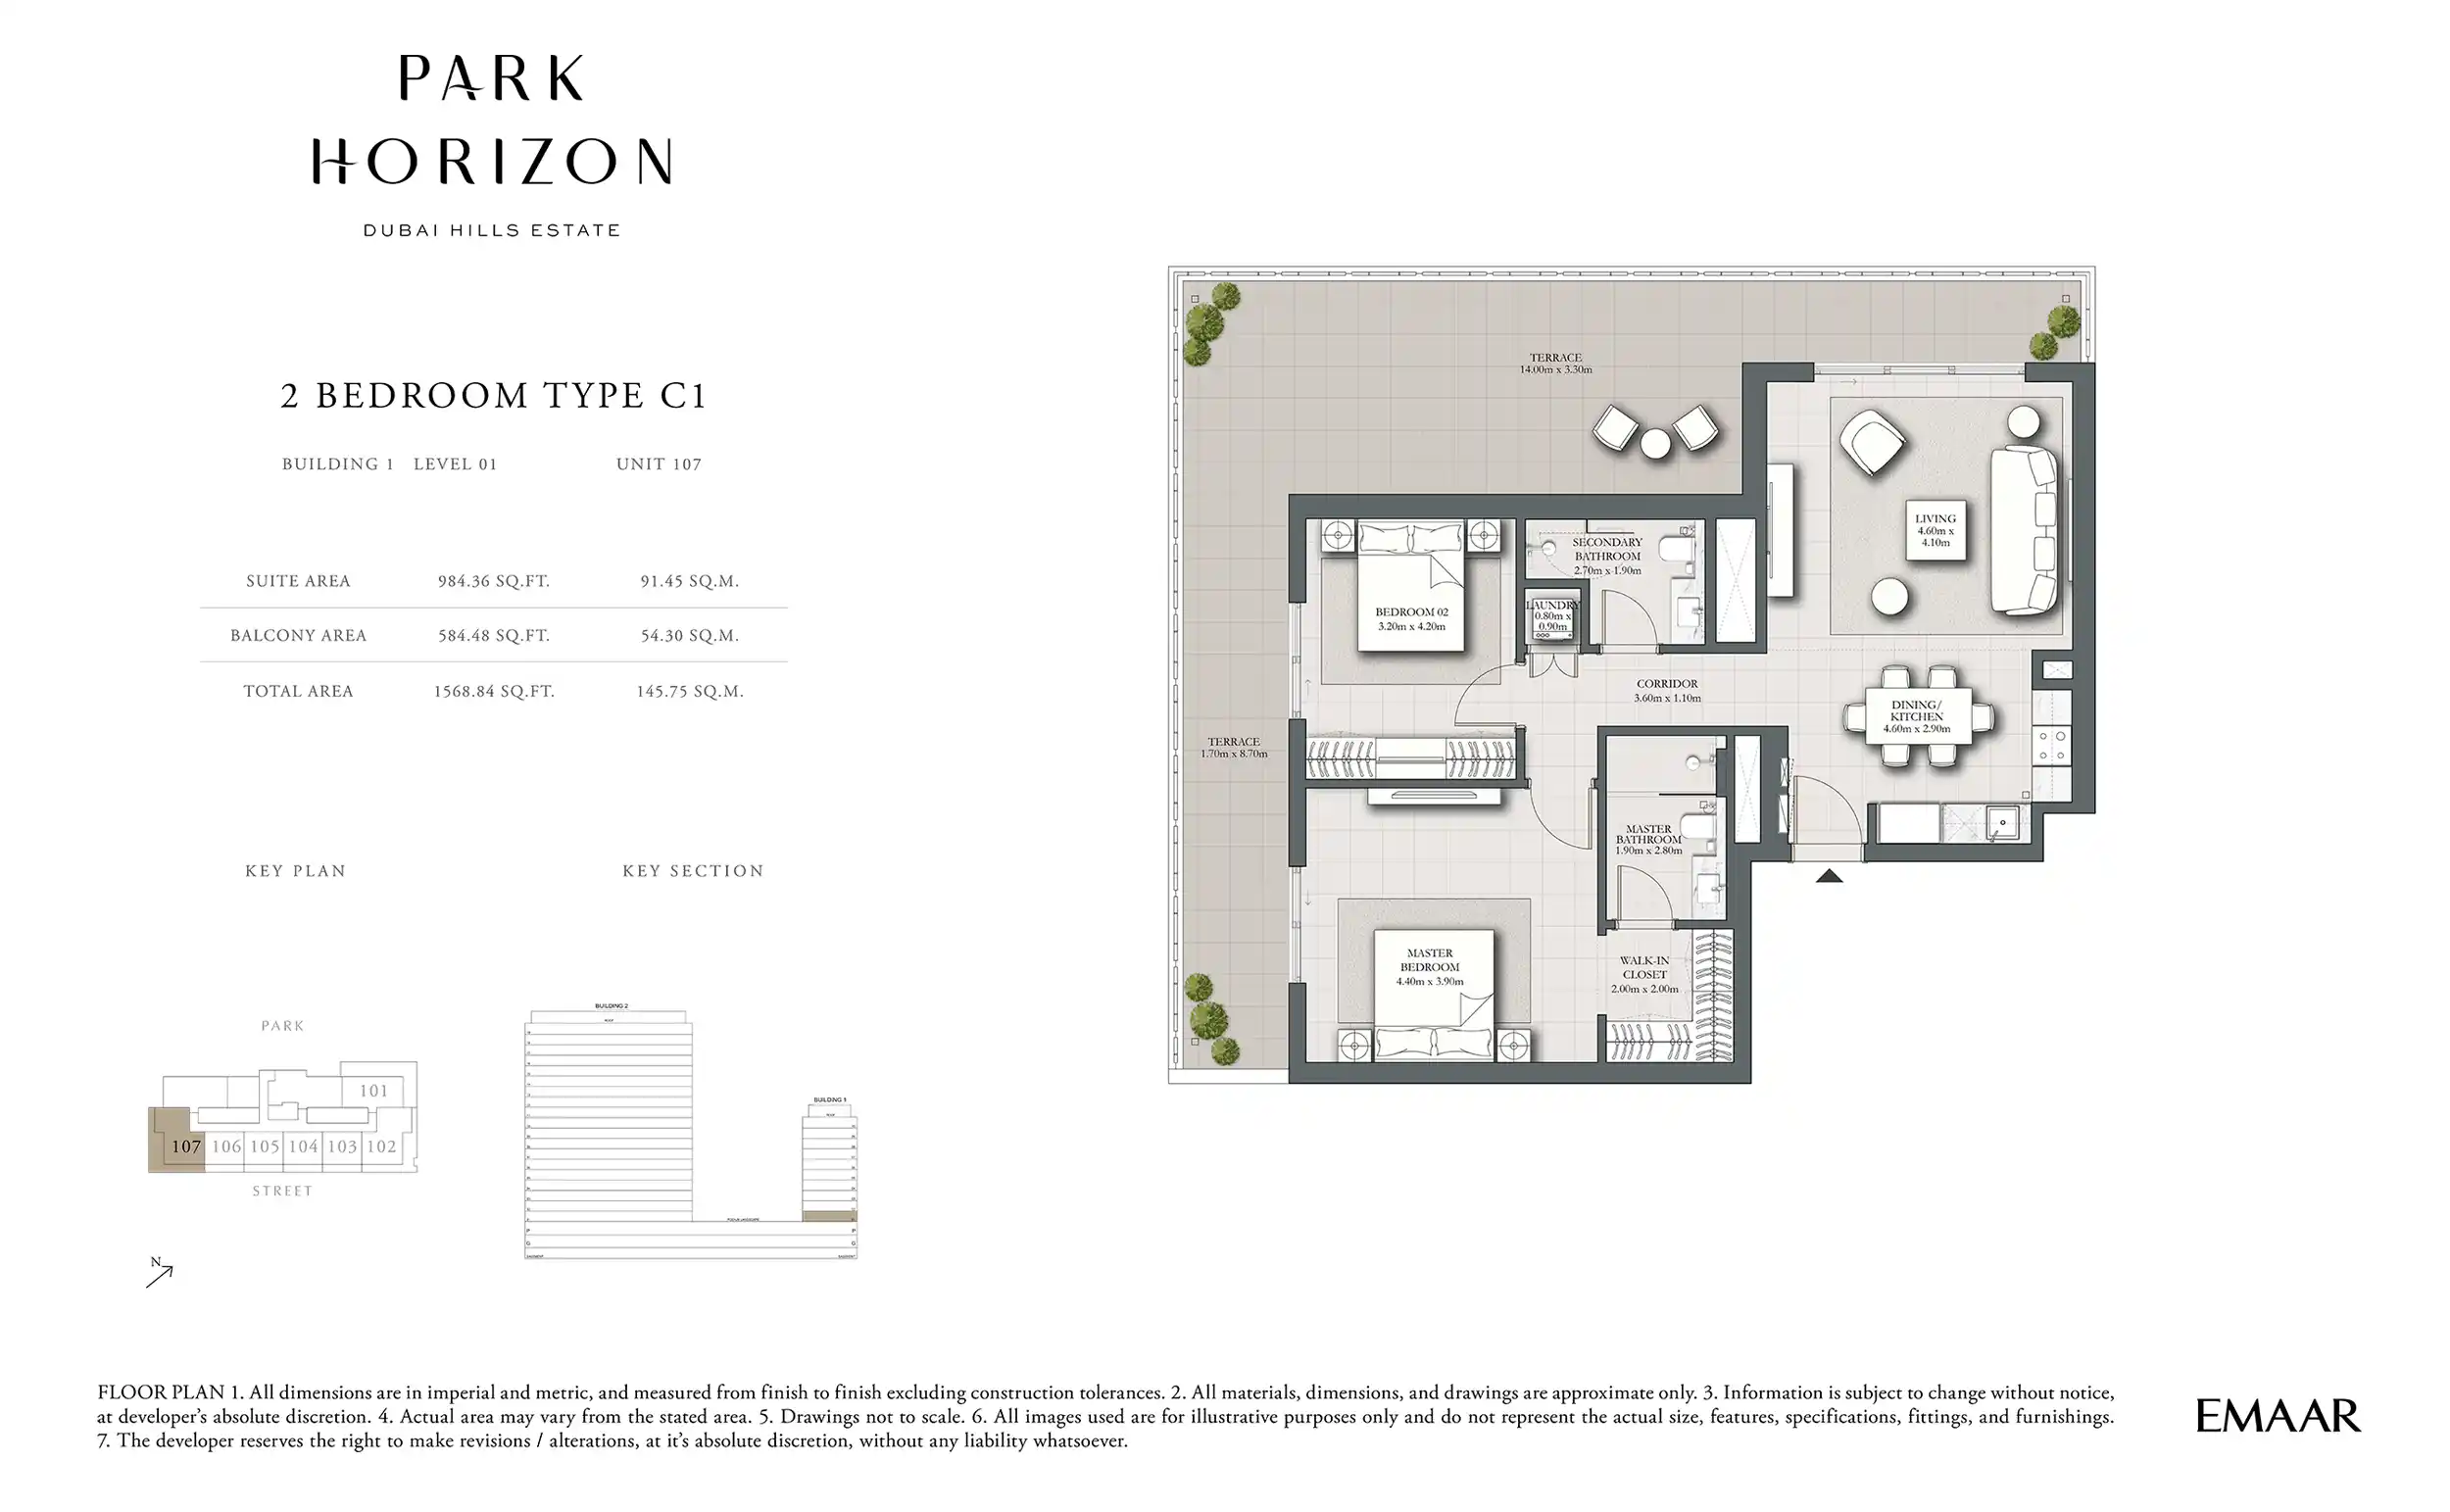 PARK
HORIZON
DUBAI HILLS ESTATE
2 BEDROOM TYPE C1
BUILDING 1 LEVEL 01 UNIT 107
SUITE AREA 984.36 SQ.FT. 91.45 SQ.M.
BALCONY AREA 584.48 SQ.FT. 54.30 SQ.M.
TOTAL AREA 1568.84 SQ.FT. 145.75 SQ.M.
KEY PLAN KEY SECTION
PARK
101
107 106 105 104 103 102
STREET
N
BUILDING 2
BUILDING 1
TERRACE
14.00m x 3.30m
LIVING
4.60m x
4.10m
SECONDARY
BATHROOM
2.70m x 1.90m
BEDROOM 02
3.20m x 4.20m
LAUNDRY
0.80m x
0.90m
CORRIDOR
3.60m x 1.10m
DINING/
KITCHEN
4.60m x 2.90m
TERRACE
1.70m x 8.70m
MASTER
BATHROOM
1.90m x 2.80m
MASTER
BEDROOM
4.40m x 3.90m
WALK-IN
CLOSET
2.00m x 2.00m
FLOOR PLAN 1. All dimensions are in imperial and metric, and measured from finish to finish excluding construction tolerances. 2. All materials, dimensions, and drawings are approximate only. 3. Information is subject to change without notice,
at developer's absolute discretion. 4. Actual area may vary from the stated area. 5. Drawings not to scale. 6. All images used are for illustrative purposes only and do not represent the actual size, features, specifications, fittings, and furnishings.
7. The developer reserves the right to make revisions / alterations, at it's absolute discretion, without any liability whatsoever.
EMAAR